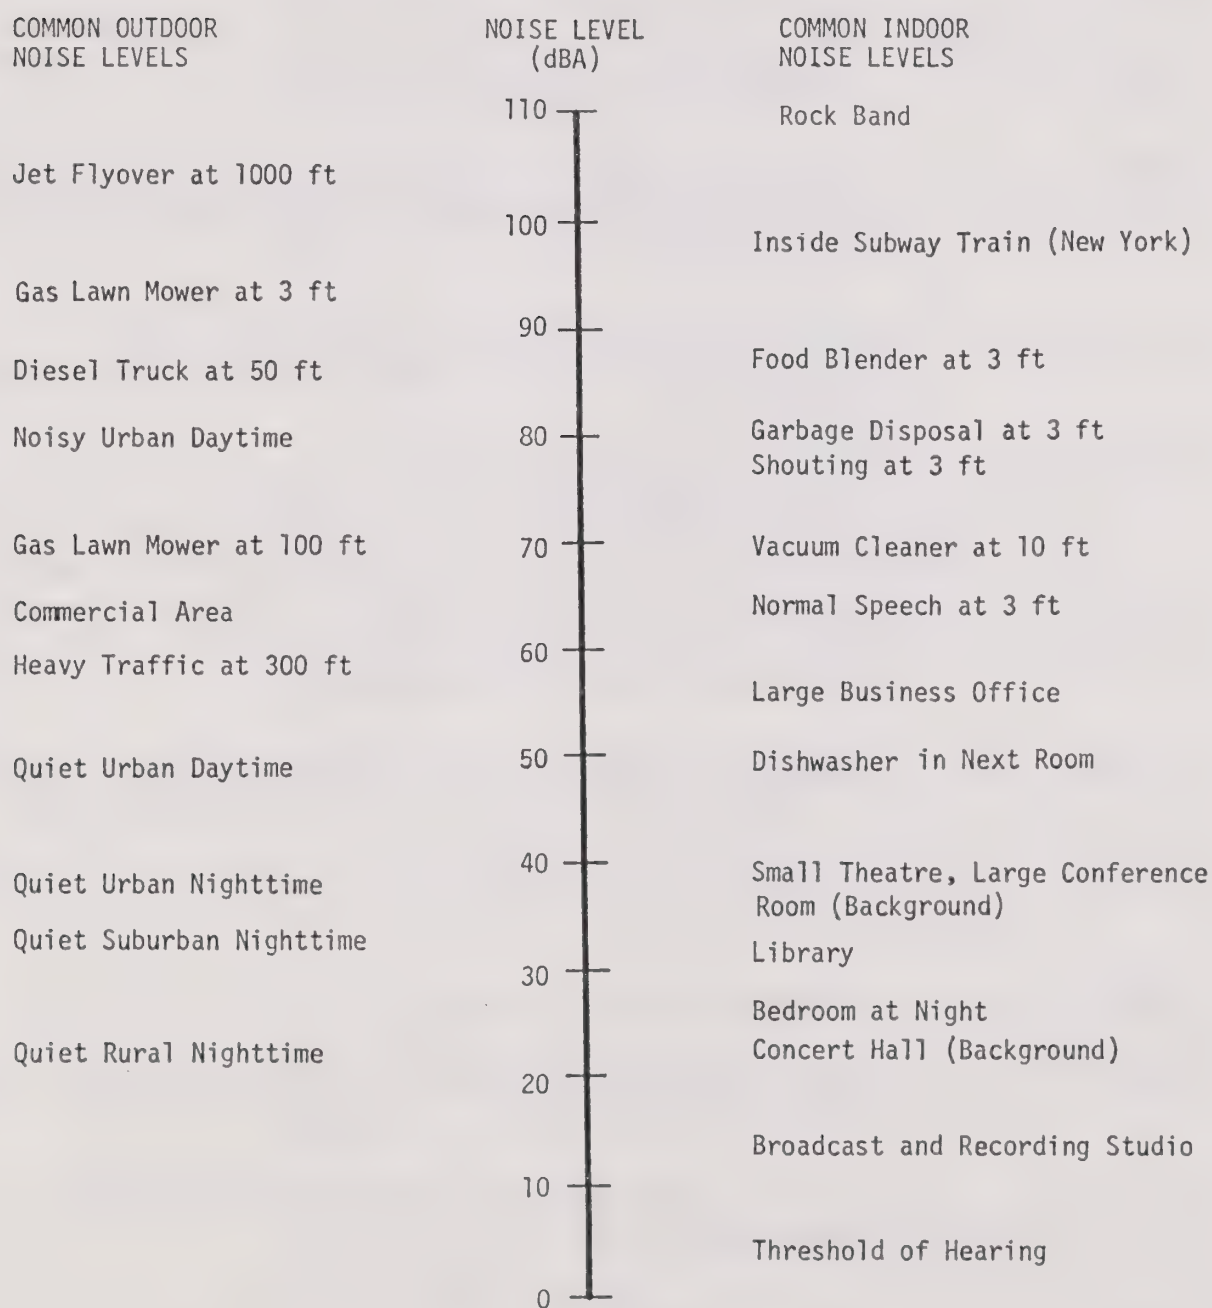 COMMON OUTDOOR
NOISE LEVELS
NOISE LEVEL
(dBA)
COMMON INDOOR
NOISE LEVELS
110
Rock Band
Jet Flyover at 1000 ft
100
Inside Subway Train (New York)
Gas Lawn Mower at 3 ft
90
Food Blender at 3 ft
Diesel Truck at 50 ft
Noisy Urban Daytime
80
Garbage Disposal at 3 ft
Shouting at 3 ft
Gas Lawn Mower at 100 ft
70
Vacuum Cleaner at 10 ft
Commercial Area
Normal Speech at 3 ft
Heavy Traffic at 300 ft
60
Large Business Office
Quiet Urban Daytime
50
Dishwasher in Next Room
40
Quiet Urban Nighttime
Small Theatre, Large Conference
Room (Background)
Quiet Suburban Nighttime
Library
30
Bedroom at Night
Quiet Rural Nighttime
Concert Hall (Background)
20
Broadcast and Recording Studio
10
Threshold of Hearing
0